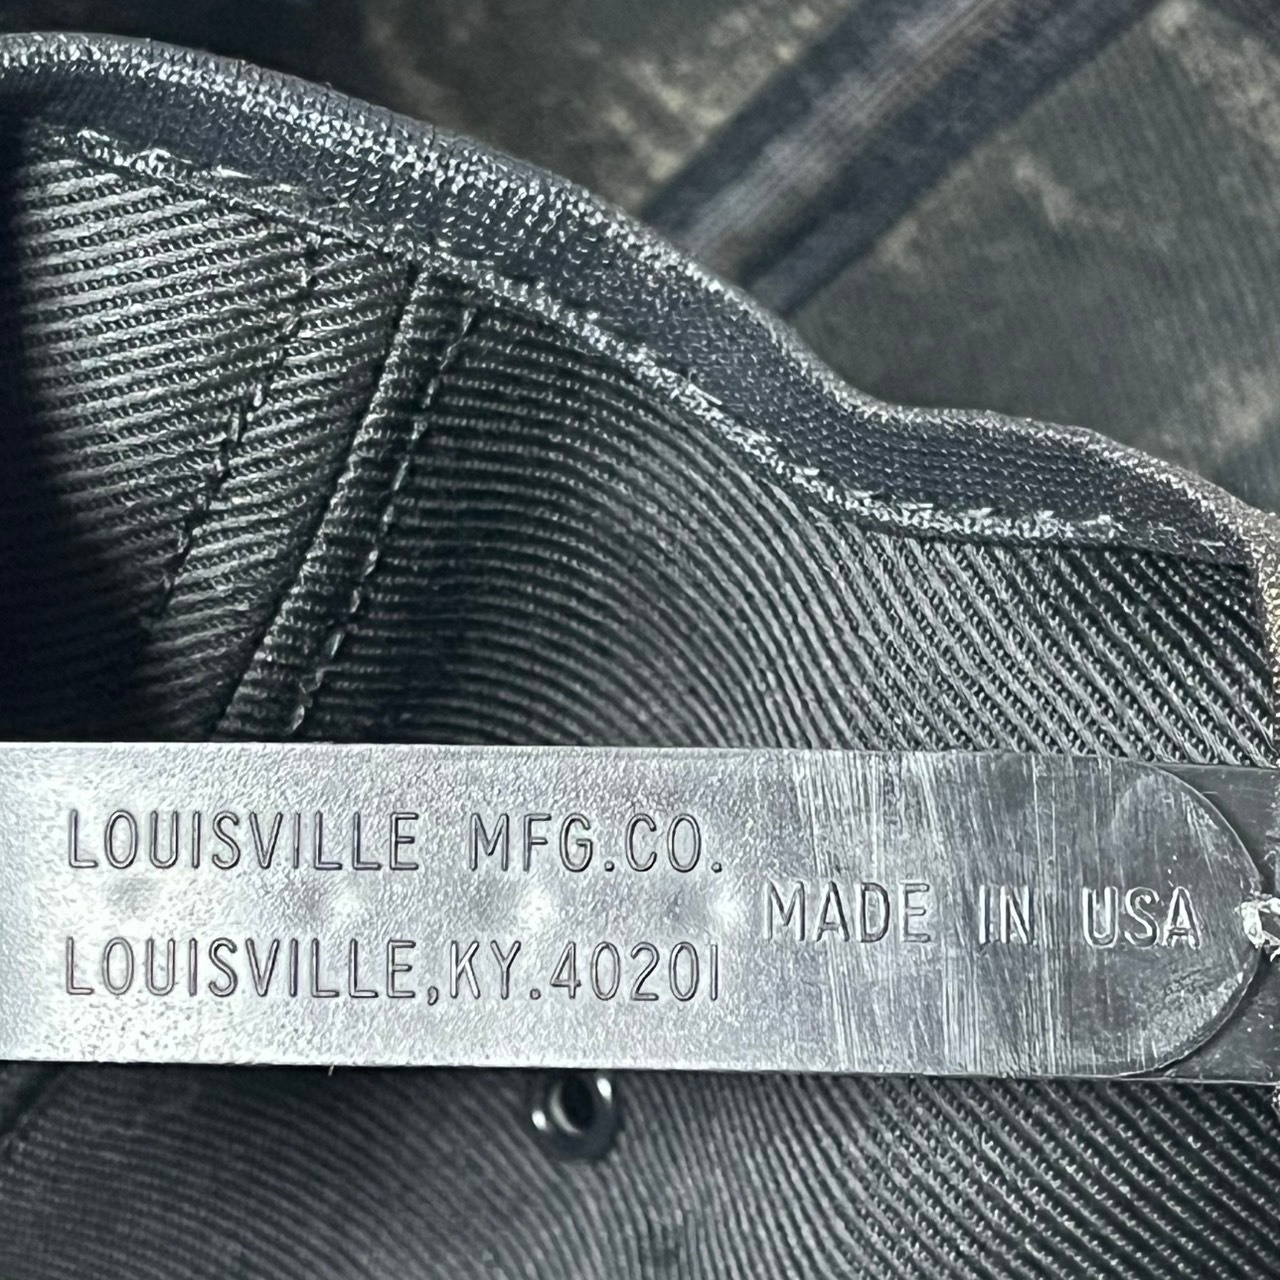 LOUISVILLE MFG.CO.
LOUISVILLE,KY.40201
MADE IN USA